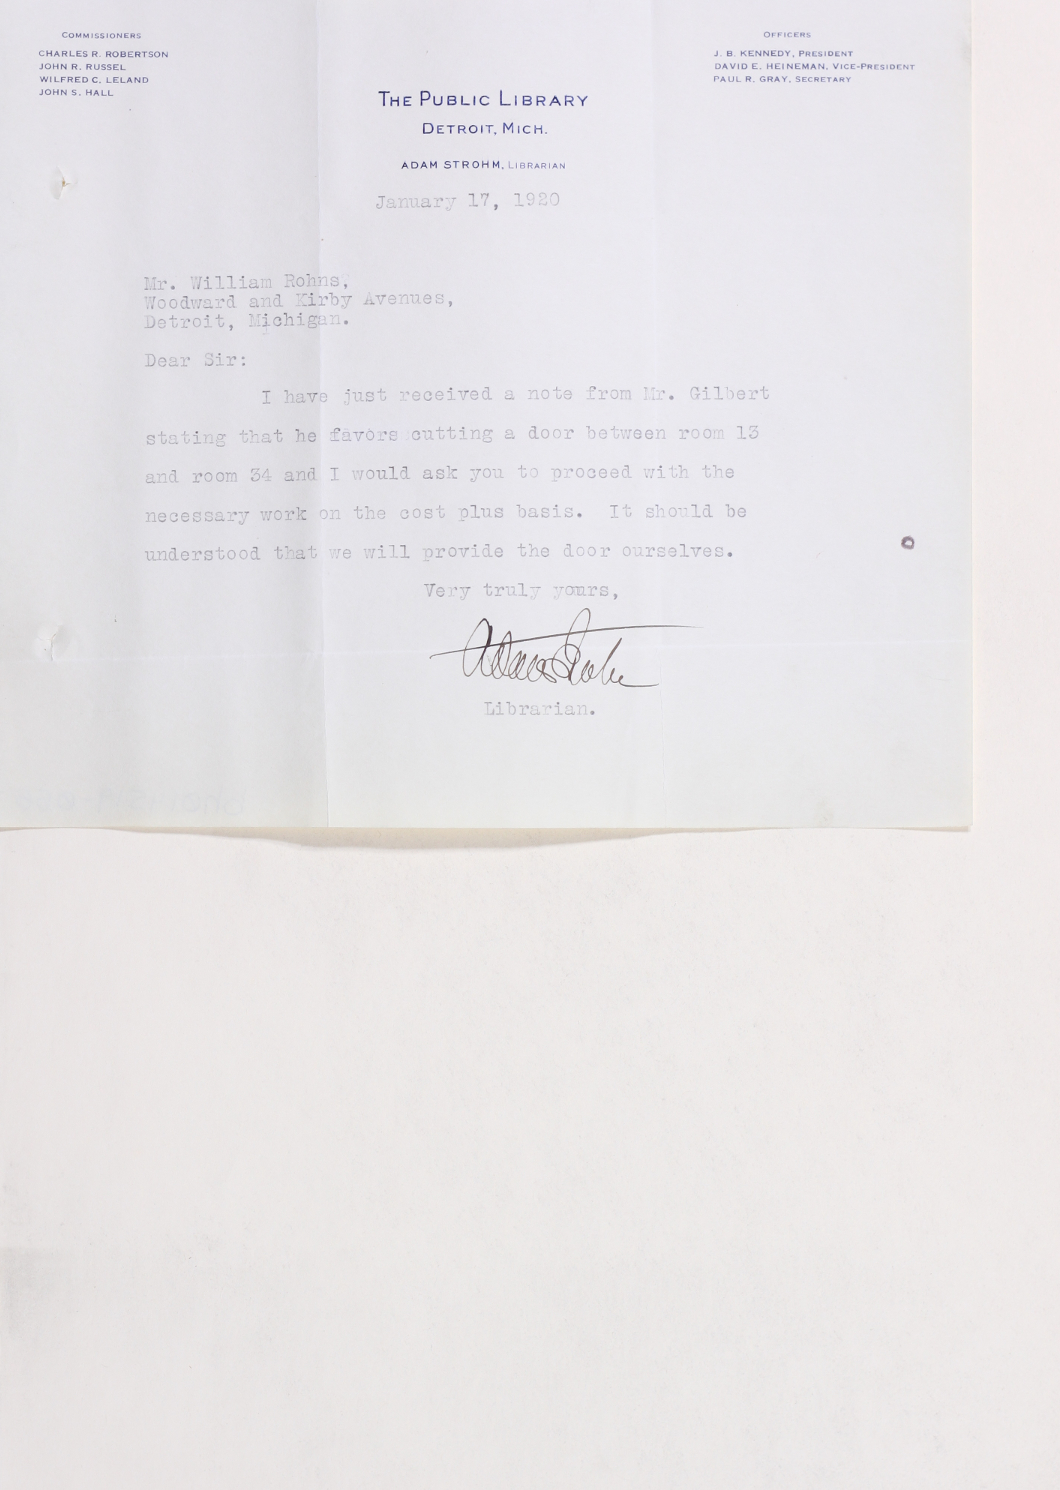 COMMISSIONERS
CHARLES R. ROBERTSON
JOHN R. RUSSEL
WILFRED C. LELAND
JOHN S. HALL
OFFICERS
J. B. KENNEDY, PRESIDENT
DAVID E. HEINEMAN, VICE-PRESIDENT
PAUL R. GRAY, SECRETARY
THE PUBLIC LIBRARY
DETROIT, MICH.
ADAM STROHM, LIBRARIAN
January 17, 1920
Mr. William Rohns,
Woodward and Kirby Avenues,
Detroit, Michigan.
Dear Sir:
I have just received a note from Mr. Gilbert
stating that he favors cutting a door between room 13
and room 34 and I would ask you to proceed with the
necessary work on the cost plus basis. It should be
understood that we will provide the door ourselves.
Very truly yours,
Adam Strohm
Librarian.